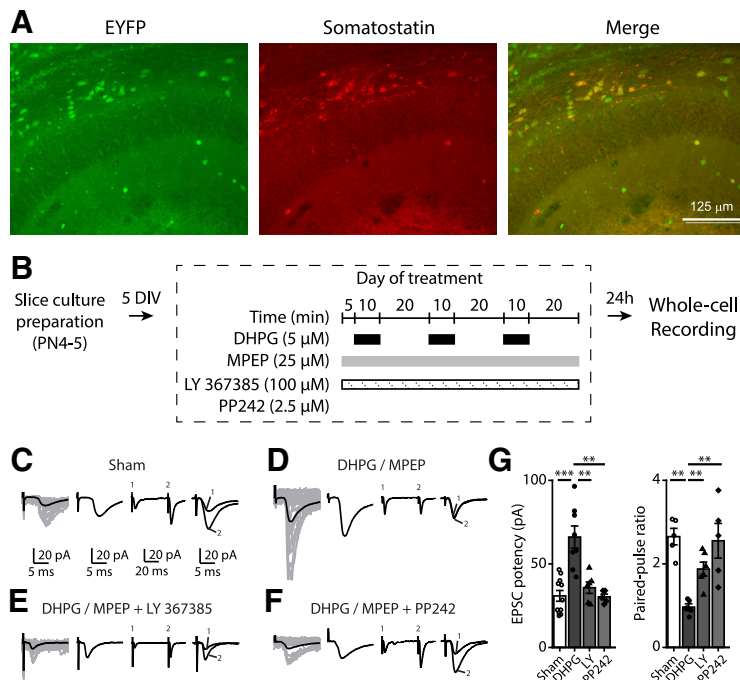 A
EYFP
Somatostatin
Merge
125 μm
B
Slice culture
preparation
(PN4-5)
5 DIV
Day of treatment
Time (min)
5 10 20 10 20 10 20
DHPG (5 μM)
MPEP (25 μM)
LY 367385 (100 μM)
PP242 (2.5 μM)
24h
Whole-cell
Recording
C
Sham
1 2 1
2
20 pA 20 pA 20 pA 20 pA
5 ms 5 ms 20 ms 5 ms
D
DHPG / MPEP
1 2 1
2
E
DHPG / MPEP + LY 367385
1 2 1
2
F
DHPG / MPEP + PP242
1 2 1
2
G
EPSC potency (pA)
100
50
0
*** **
**
Sham
DHPG
LY
PP242
Paired-pulse ratio
4
2
0
** **
**
Sham
DHPG
LY
PP242